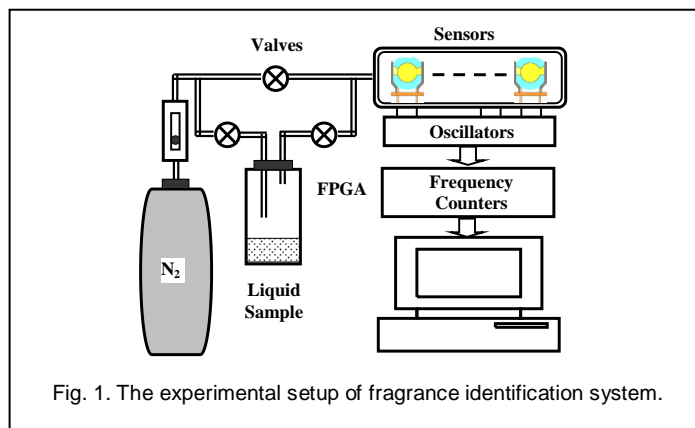 Sensors
Valves
Oscillators
FPGA
Frequency
Counters
N2
Liquid
Sample
Fig. 1. The experimental setup of fragrance identification system.